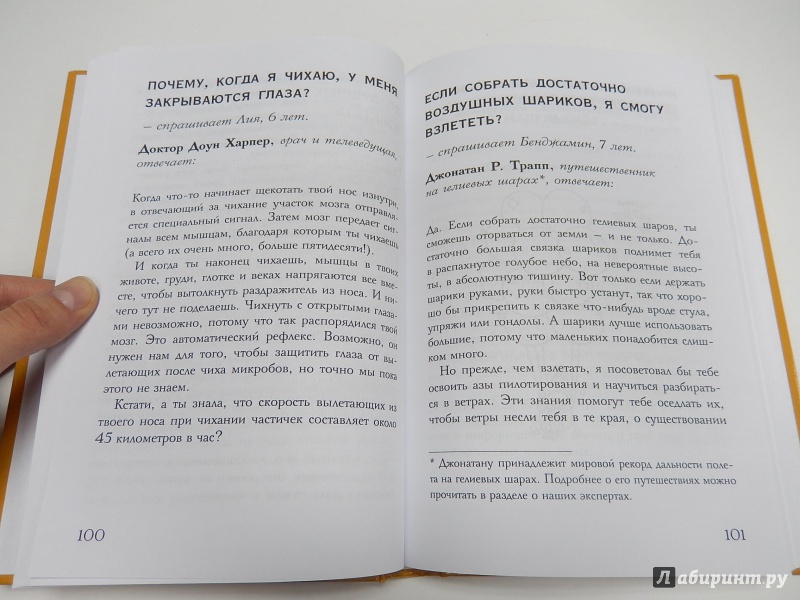 ПОЧЕМУ, КОГДА Я ЧИХАЮ, У МЕНЯ
ЗАКРЫВАЮТСЯ ГЛАЗА?
– спрашивает Лия, 6 лет.
Доктор Доун Харпер, врач и телеведущая,
отвечает:
Когда что-то начинает щекотать твой нос изнутри,
в отвечающий за чихание участок мозга отправля-
ется специальный сигнал. Затем мозг передает сиг-
налы всем мышцам, благодаря которым ты чихаешь
(а всего их очень много, больше пятидесяти!).
И когда ты наконец чихаешь, мышцы в твоих
животе, груди, глотке и веках напрягаются все вме-
сте, чтобы вытолкнуть раздражитель из носа. И ни-
чего тут не поделаешь. Чихнуть с открытыми глаза-
ми невозможно, потому что так распорядился твой
мозг. Это автоматический рефлекс. Возможно, он
нужен нам для того, чтобы защитить глаза от вы-
летающих после чиха микробов, но точно мы пока
этого не знаем.
Кстати, а ты знала, что скорость вылетающих из
твоего носа при чихании частичек составляет около
45 километров в час?
100
ЕСЛИ СОБРАТЬ ДОСТАТОЧНО
ВОЗДУШНЫХ ШАРИКОВ, Я СМОГУ
ВЗЛЕТЕТЬ?
– спрашивает Бенджамин, 7 лет.
Джонатан Р. Трапп, путешественник
на гелиевых шарах*, отвечает:
Да. Если собрать достаточно гелиевых шаров, ты
сможешь оторваться от земли – и не только. До-
статочно большая связка шариков поднимет тебя
в распахнутое голубое небо, на невероятные высо-
ты, в абсолютную тишину. Вот только если держать
шарики руками, руки быстро устанут, так что хоро-
шо бы прикрепить к связке что-нибудь вроде стула,
упряжи или гондолы. А шарики лучше использовать
большие, потому что маленьких понадобится слиш-
ком много.
Но прежде, чем взлетать, я посоветовал бы тебе
освоить азы пилотирования и научиться разбирать-
ся в ветрах. Эти знания помогут тебе оседлать их,
чтобы ветры несли тебя в те края, о существовании
* Джонатану принадлежит мировой рекорд дальности поле-
та на гелиевых шарах. Подробнее о его путешествиях можно
прочитать в разделе о наших экспертах.
101
Лабиринт.ру